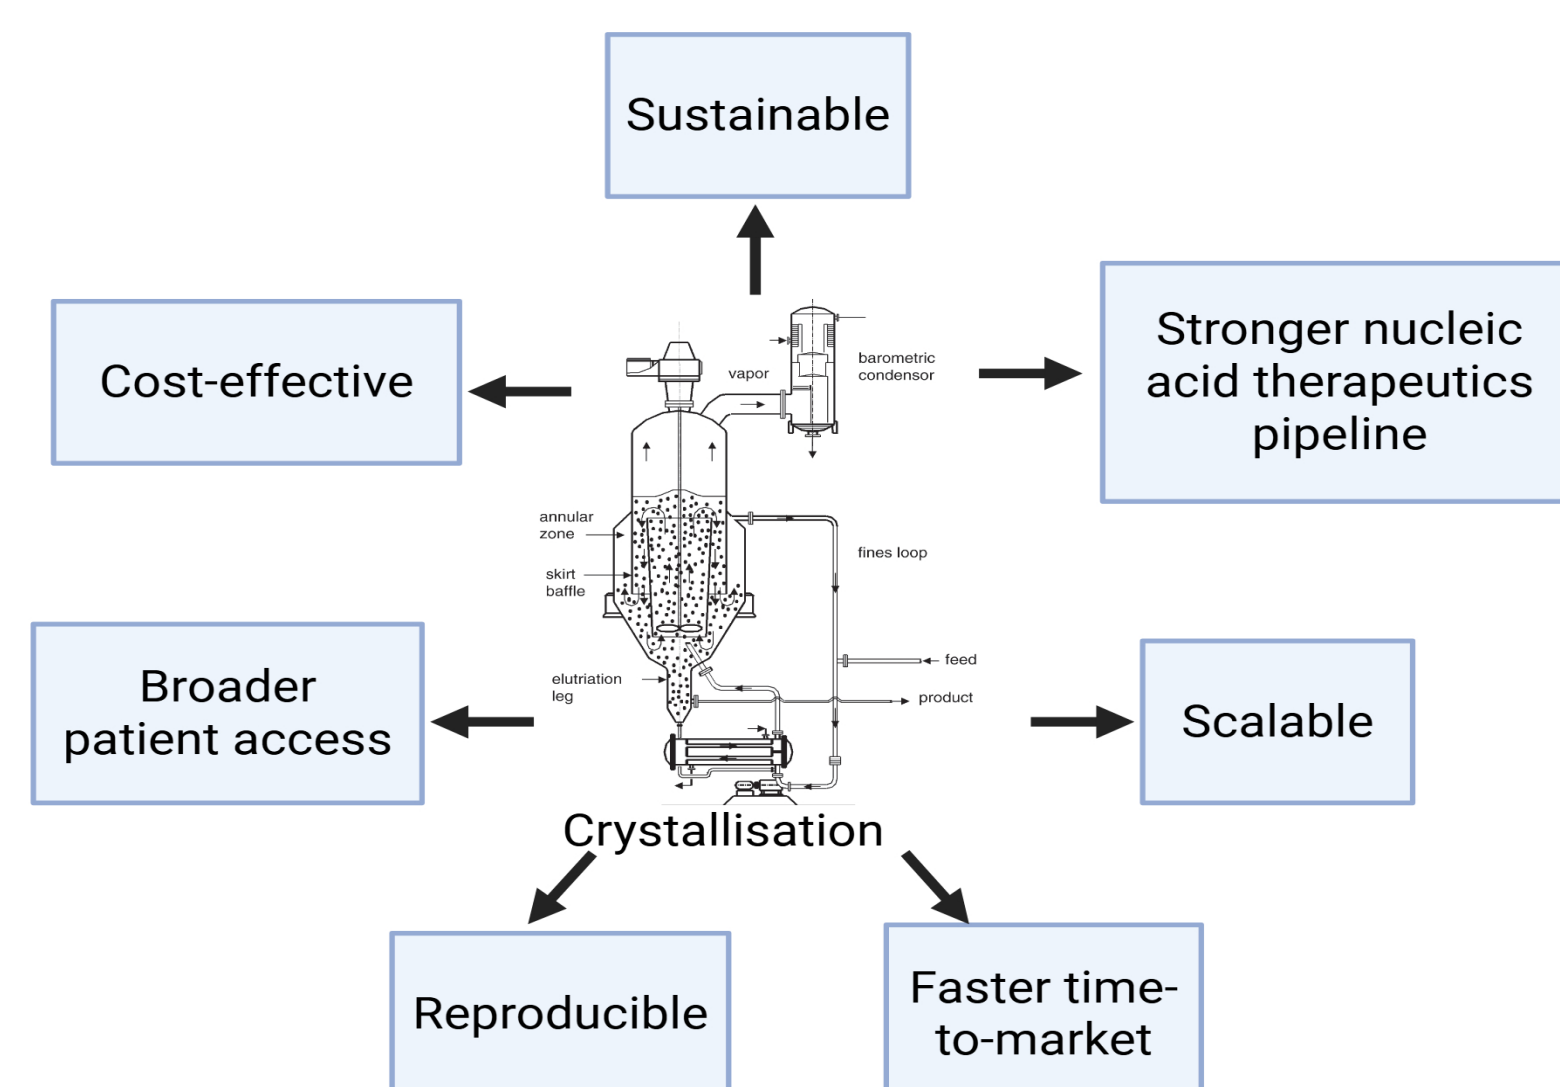 Sustainable
Cost-effective
Stronger nucleic
acid therapeutics
pipeline
vapor
barometric
condensor
annular
zone
skirt
baffle
fines loop
elutriation
leg
feed
product
Broader
patient access
Scalable
Crystallisation
Reproducible
Faster time-
to-market